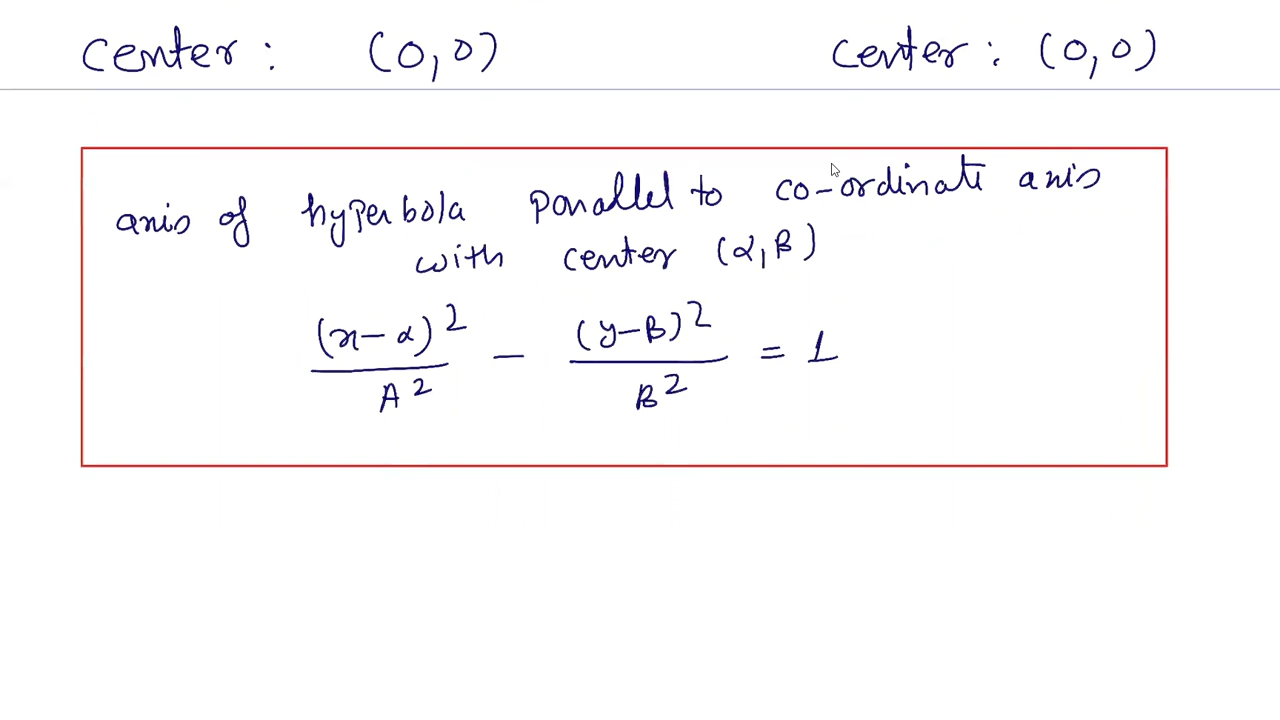 center : (0,0) center : (0,0)
axis of hyperbola parallel to co-ordinate axis
with center (α,β)
(x-α)²/A² - (y-β)²/B² = 1